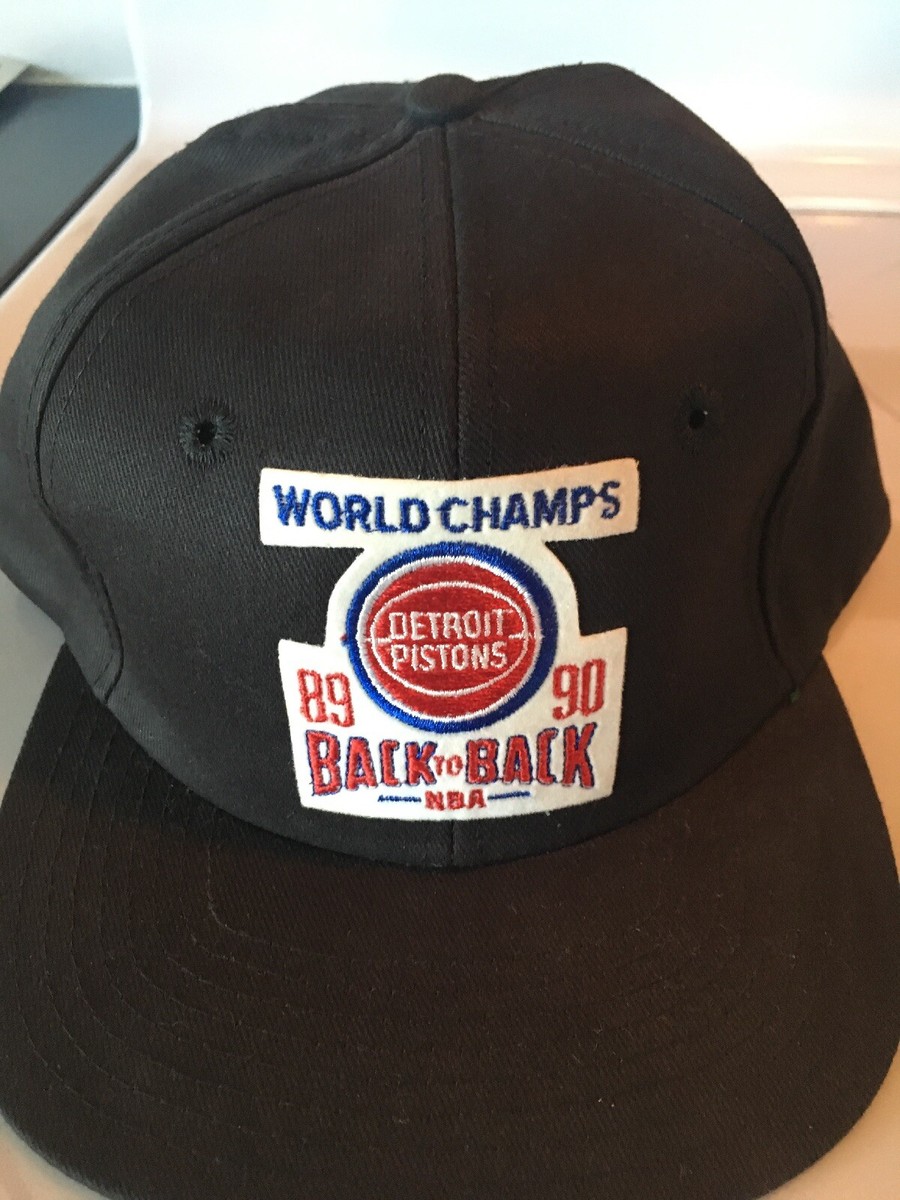 WORLD CHAMPS
DETROIT
PISTONS
89 90
BACK TO BACK
NBA